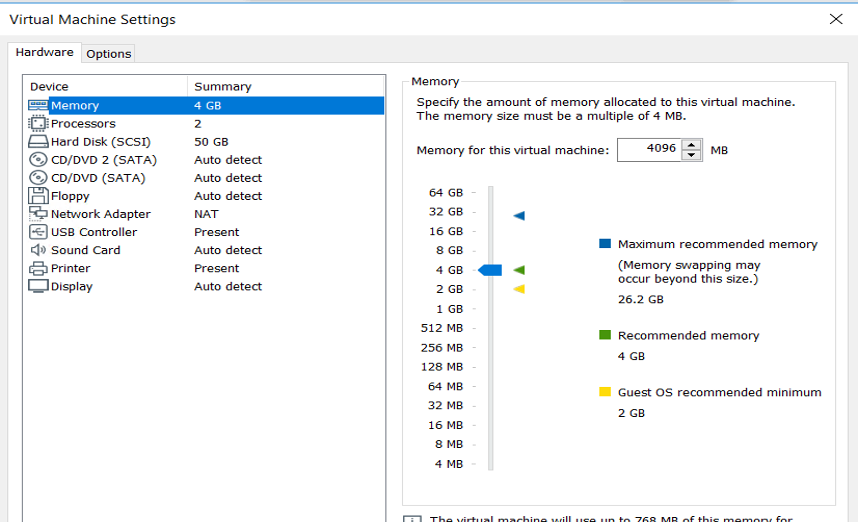 Virtual Machine Settings
Hardware Options
Device Summary
Memory 4 GB
Processors 2
Hard Disk (SCSI) 50 GB
CD/DVD 2 (SATA) Auto detect
CD/DVD (SATA) Auto detect
Floppy Auto detect
Network Adapter NAT
USB Controller Present
Sound Card Auto detect
Printer Present
Display Auto detect
Memory
Specify the amount of memory allocated to this virtual machine.
The memory size must be a multiple of 4 MB.
Memory for this virtual machine: 4096 MB
64 GB
32 GB
16 GB
8 GB
4 GB
2 GB
1 GB
512 MB
256 MB
128 MB
64 MB
32 MB
16 MB
8 MB
4 MB
Maximum recommended memory
(Memory swapping may
occur beyond this size.)
26.2 GB
Recommended memory
4 GB
Guest OS recommended minimum
2 GB
The virtual machine will use up to 768 MB of this memory for